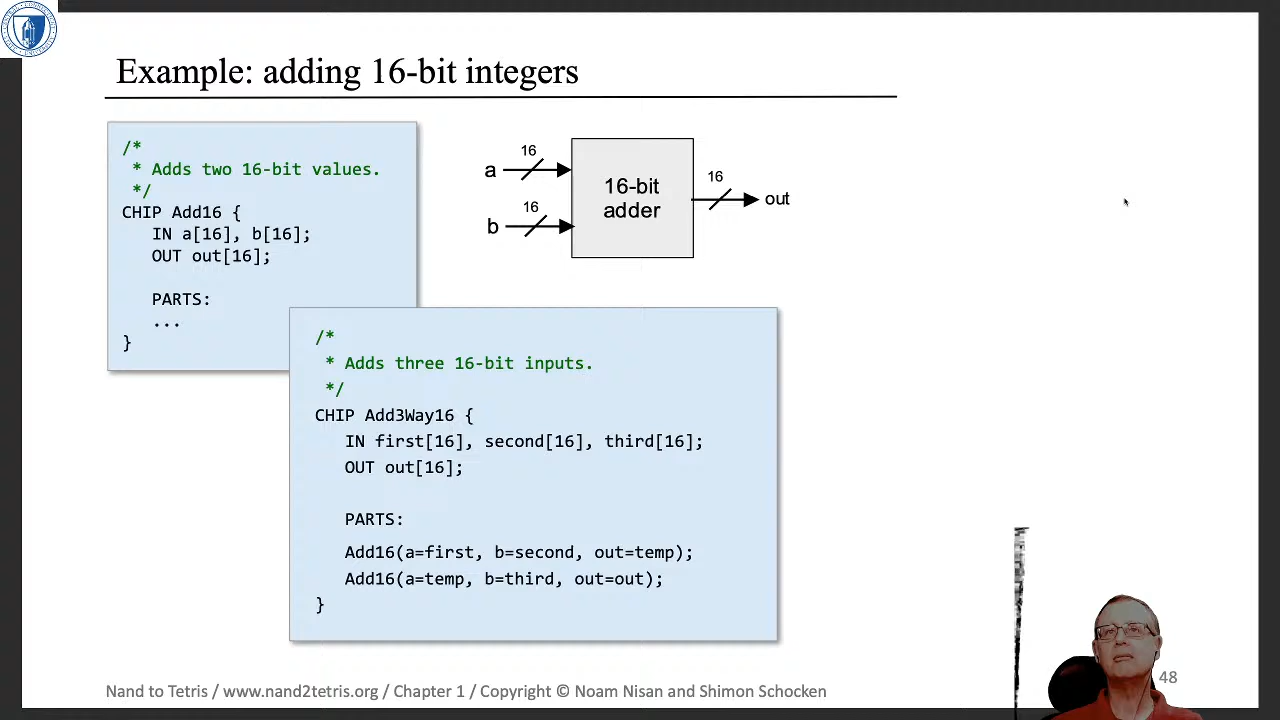 Example: adding 16-bit integers
/*
* Adds two 16-bit values.
*/
CHIP Add16 {
IN a[16], b[16];
OUT out[16];
PARTS:
...
}
16
a
16
b
16-bit
adder
16
out
/*
* Adds three 16-bit inputs.
*/
CHIP Add3Way16 {
IN first[16], second[16], third[16];
OUT out[16];
PARTS:
Add16(a=first, b=second, out=temp);
Add16(a=temp, b=third, out=out);
}
Nand to Tetris / www.nand2tetris.org / Chapter 1 / Copyright © Noam Nisan and Shimon Schocken
48